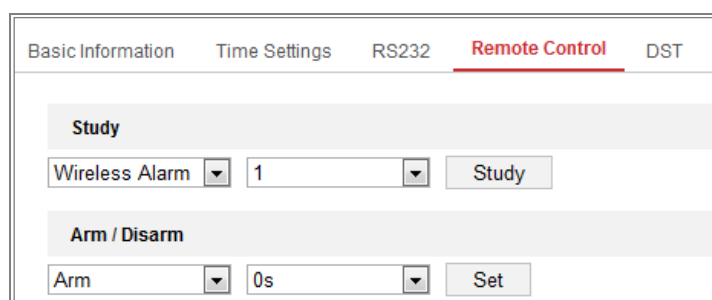 Basic Information Time Settings RS232 Remote Control DST
Study
Wireless Alarm 1 Study
Arm / Disarm
Arm 0s Set